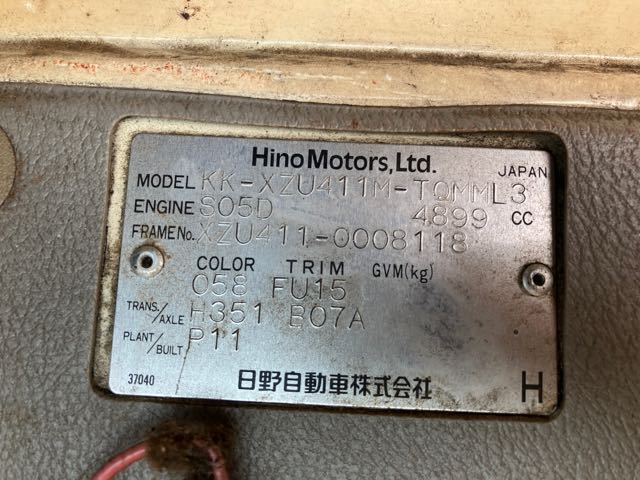 Hino Motors, Ltd.
JAPAN
MODEL KK-XZU411M-TQMML3
ENGINE S05D 4899 CC
FRAME No. XZU411-0008118
COLOR TRIM GVM(kg)
058 FU15
TRANS./AXLE H351 B07A
PLANT/BUILT P11
37040 日野自動車株式会社 H